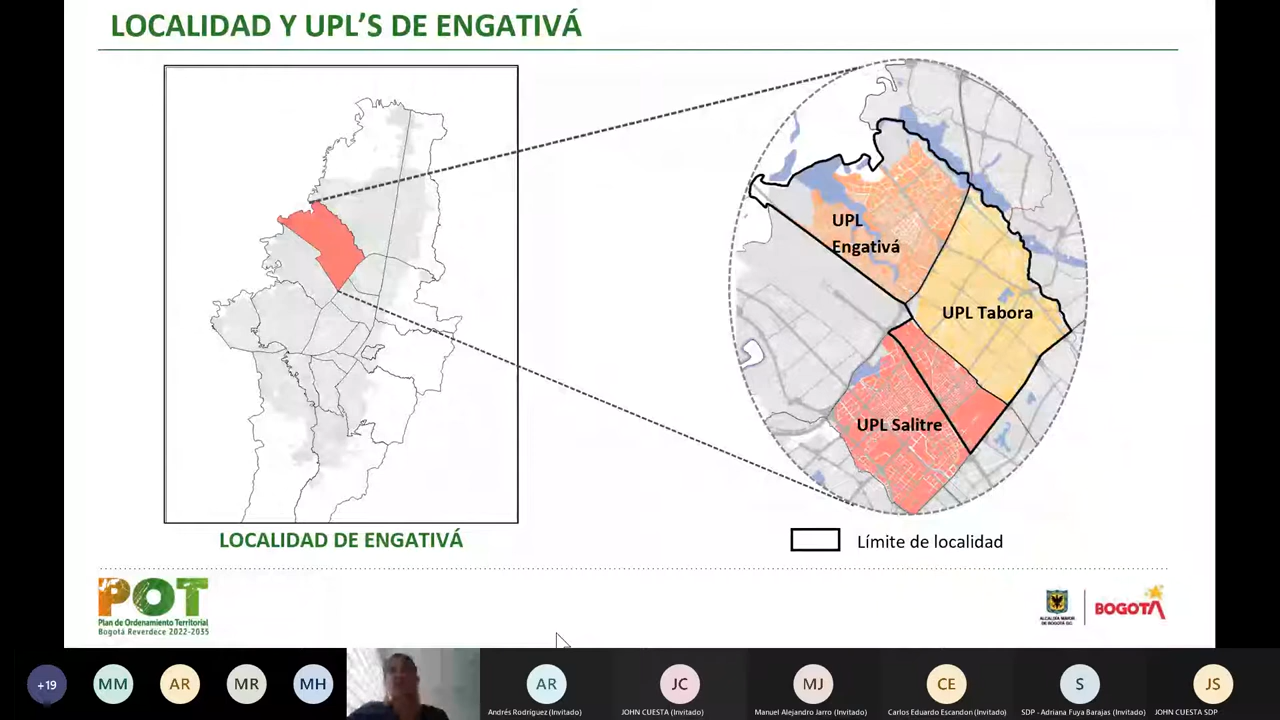 LOCALIDAD Y UPL'S DE ENGATIVÁ
UPL
Engativá
UPL Tabora
UPL Salitre
LOCALIDAD DE ENGATIVÁ
Límite de localidad
POT
Plan de Ordenamiento Territorial
Bogotá Reverdece 2022-2035
ALCALDÍA MAYOR
DE BOGOTÁ D.C.
BOGOTÁ
+19
MM
AR
MR
MH
AR
Andrés Rodríguez (Invitado)
JC
JOHN CUESTA (Invitado)
MJ
Manuel Alejandro Jarro (Invitado)
CE
Carlos Eduardo Escandon (Invitado)
S
SDP - Adriana Fuya Barajas (Invitado)
JS
JOHN CUESTA SDP